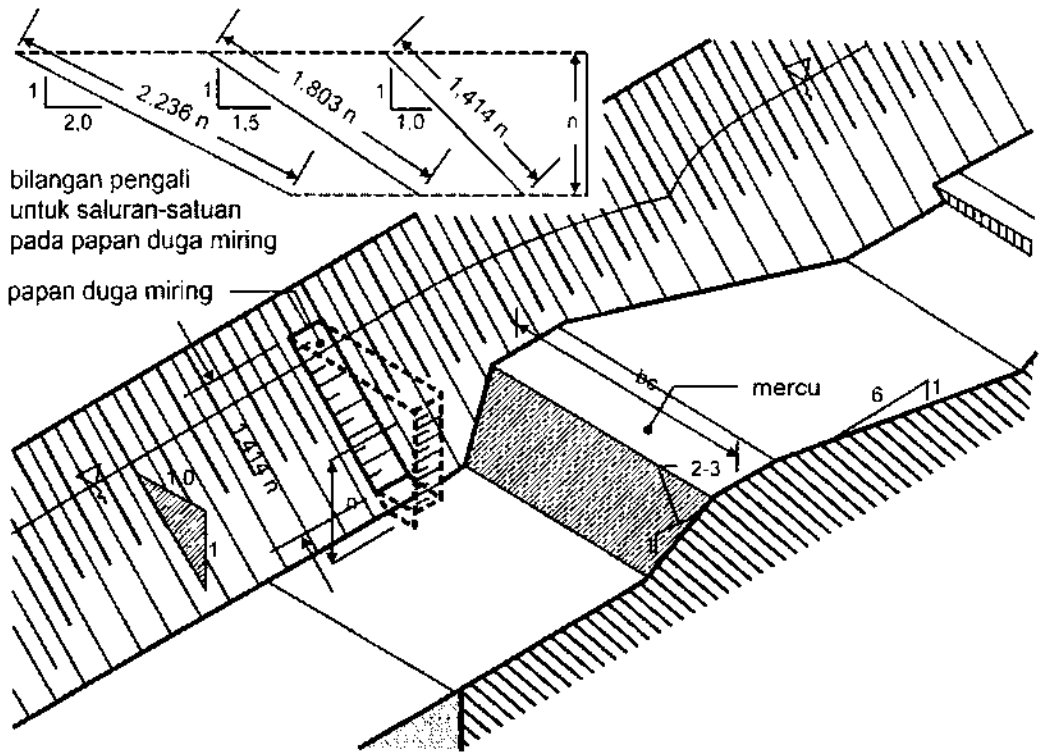 1
2,0
2.236 n
1
1,5
1.803 n
1
1,0
1,414 n
n
bilangan pengali
untuk saluran-satuan
pada papan duga miring
papan duga miring
1,414 n
n
1,0
1
bc
mercu
6
1
2-3
1